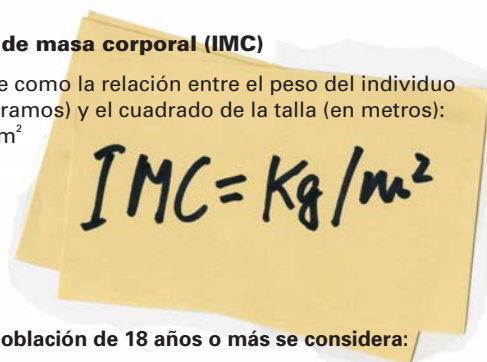 de masa corporal (IMC)
e como la relación entre el peso del individuo
ramos) y el cuadrado de la talla (en metros):
m²
IMC = Kg/m²
oblación de 18 años o más se considera: